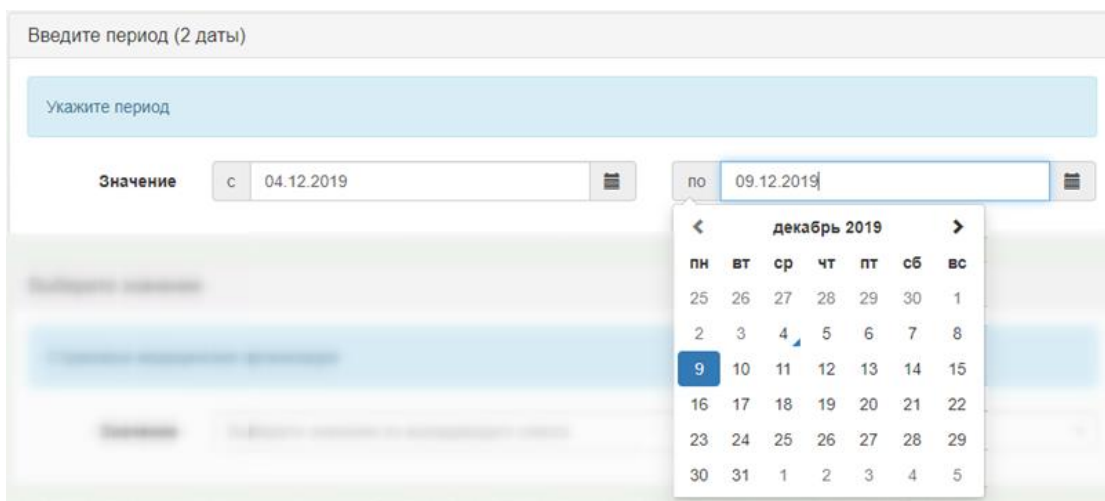 Введите период (2 даты)
Укажите период
Значение с 04.12.2019 по 09.12.2019
декабрь 2019
пн вт ср чт пт сб вс
25 26 27 28 29 30 1
2 3 4 5 6 7 8
9 10 11 12 13 14 15
16 17 18 19 20 21 22
23 24 25 26 27 28 29
30 31 1 2 3 4 5